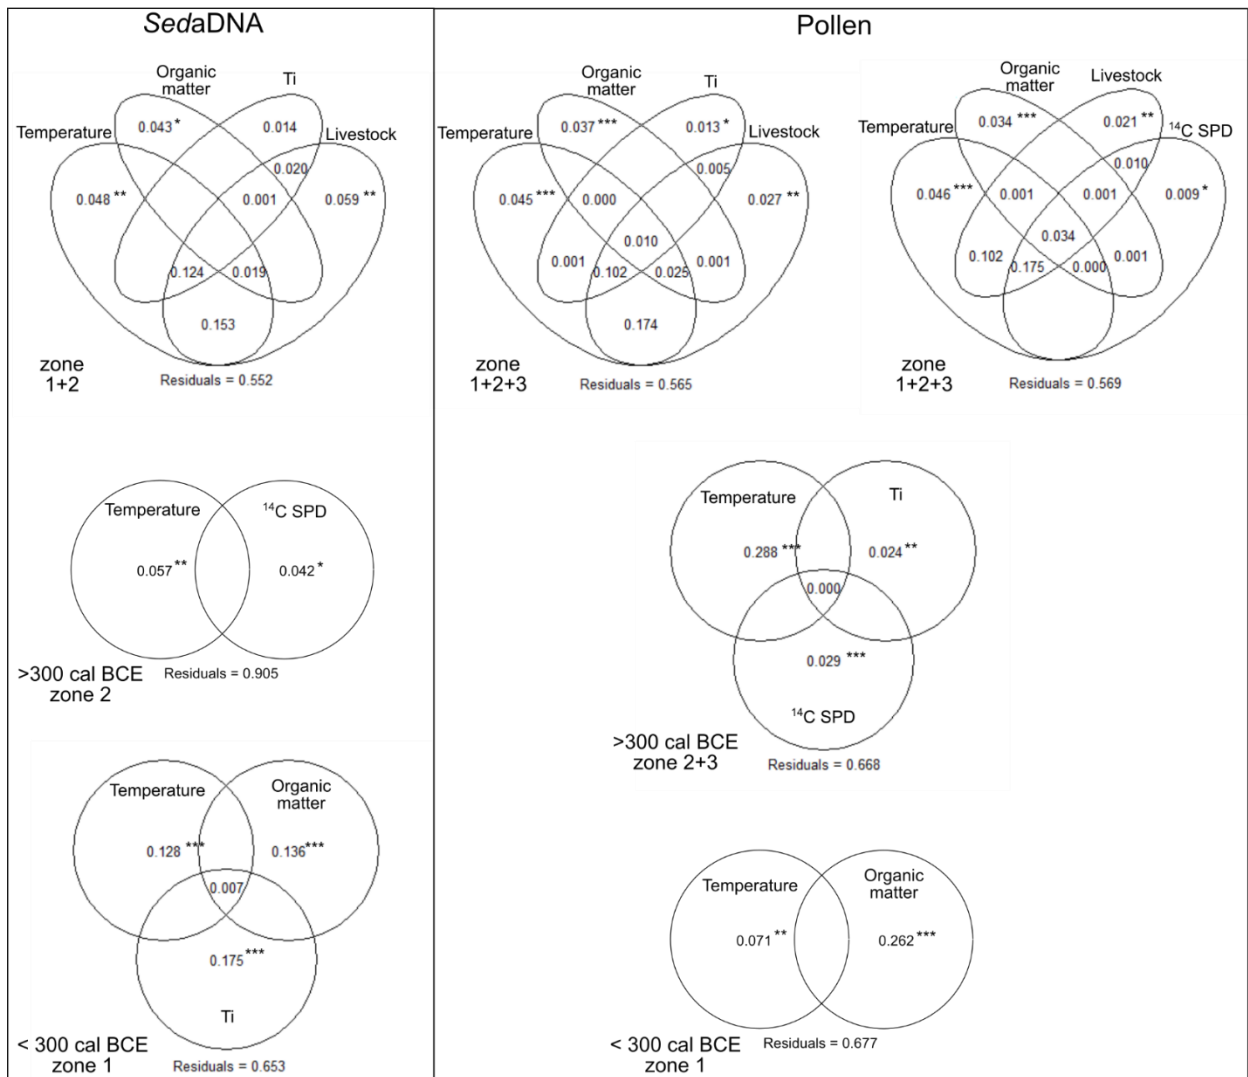 SedaDNA
Organic
matter
Ti
Temperature
Livestock
0.043 *
0.014
0.020
0.048 **
0.001
0.059 **
0.124
0.019
0.153
zone
1+2
Residuals = 0.552
Temperature
¹⁴C SPD
0.057 **
0.042 *
>300 cal BCE
zone 2
Residuals = 0.905
Temperature
Organic
matter
0.128 ***
0.136***
0.007
0.175 ***
Ti
< 300 cal BCE
zone 1
Residuals = 0.653
Pollen
Organic
matter
Ti
Temperature
Livestock
0.037 ***
0.013 *
0.005
0.045 ***
0.000
0.027 **
0.010
0.001
0.102
0.025
0.001
0.174
zone
1+2+3
Residuals = 0.565
Organic
matter
Livestock
Temperature
¹⁴C SPD
0.034 ***
0.021 **
0.010
0.046 ***
0.001
0.001
0.009 *
0.034
0.102
0.175
0.000
0.001
zone
1+2+3
Residuals = 0.569
Temperature
Ti
0.288 ***
0.024 **
0.000
0.029 ***
¹⁴C SPD
>300 cal BCE
zone 2+3
Residuals = 0.668
Temperature
Organic
matter
0.071 **
0.262 ***
< 300 cal BCE
zone 1
Residuals = 0.677